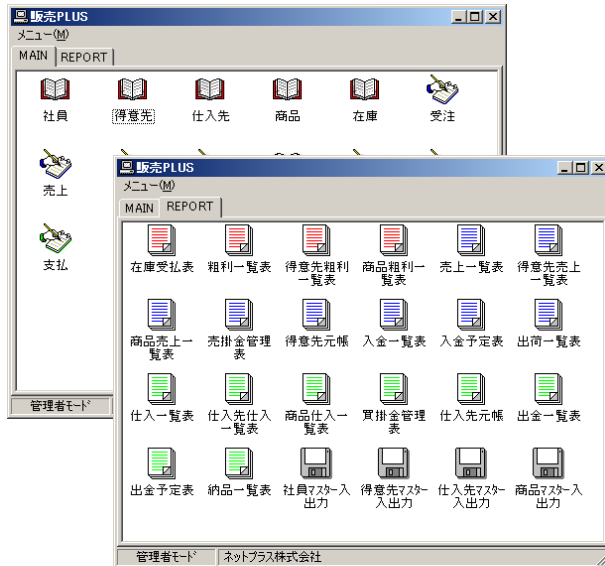 販売PLUS
メニュー(M)
MAIN REPORT
社員 得意先 仕入先 商品 在庫 受注
売上
支払
管理者ﾓｰﾄﾞ
販売PLUS
メニュー(M)
MAIN REPORT
在庫受払表 粗利一覧表 得意先粗利 商品粗利一 売上一覧表 得意先売上
一覧表 覧表 一覧表
商品売上一 売掛金管理 得意先元帳 入金一覧表 入金予定表 出荷一覧表
覧表 表
仕入一覧表 仕入先仕入 商品仕入一 買掛金管理 仕入先元帳 出金一覧表
一覧表 覧表 表
出金予定表 納品一覧表 社員ﾏｽﾀｰ入 得意先ﾏｽﾀｰ 仕入先ﾏｽﾀｰ 商品ﾏｽﾀｰ入
出力 入出力 入出力 出力
管理者ﾓｰﾄﾞ ネットプラス株式会社